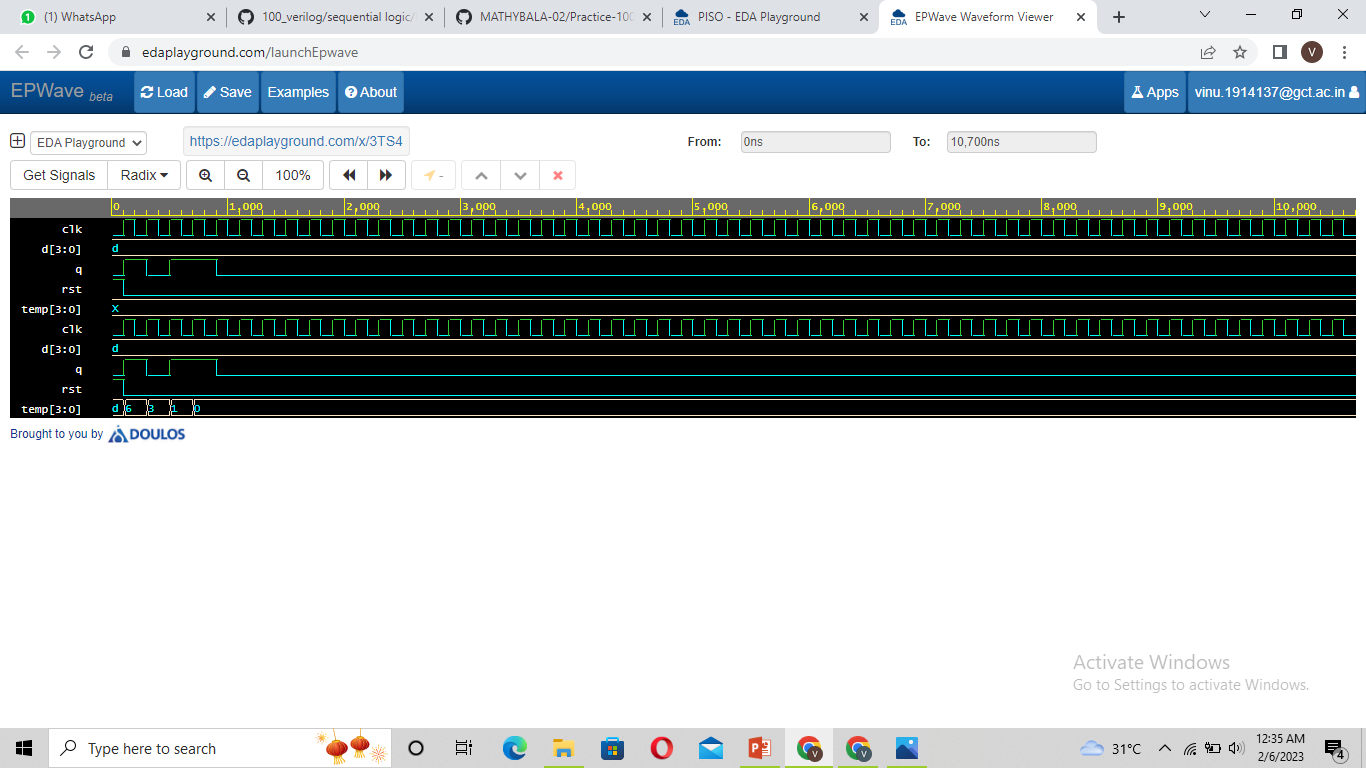 (1) WhatsApp
100_verilog/sequential logic/
MATHYBALA-02/Practice-100
PISO - EDA Playground
EPWave Waveform Viewer
edaplayground.com/launchEpwave
V
EPWave beta
Load
Save
Examples
About
Apps
vinu.1914137@gct.ac.in
EDA Playground
https://edaplayground.com/x/3TS4
From:
0ns
To:
10,700ns
Get Signals
Radix
100%
-
0 1,000 2,000 3,000 4,000 5,000 6,000 7,000 8,000 9,000 10,000
clk
d[3:0] d
q
rst
temp[3:0] X
clk
d[3:0] d
q
rst
temp[3:0] d 6 3 1 0
Brought to you by DOULOS
Activate Windows
Go to Settings to activate Windows.
Type here to search
31°C
12:35 AM
2/6/2023
4